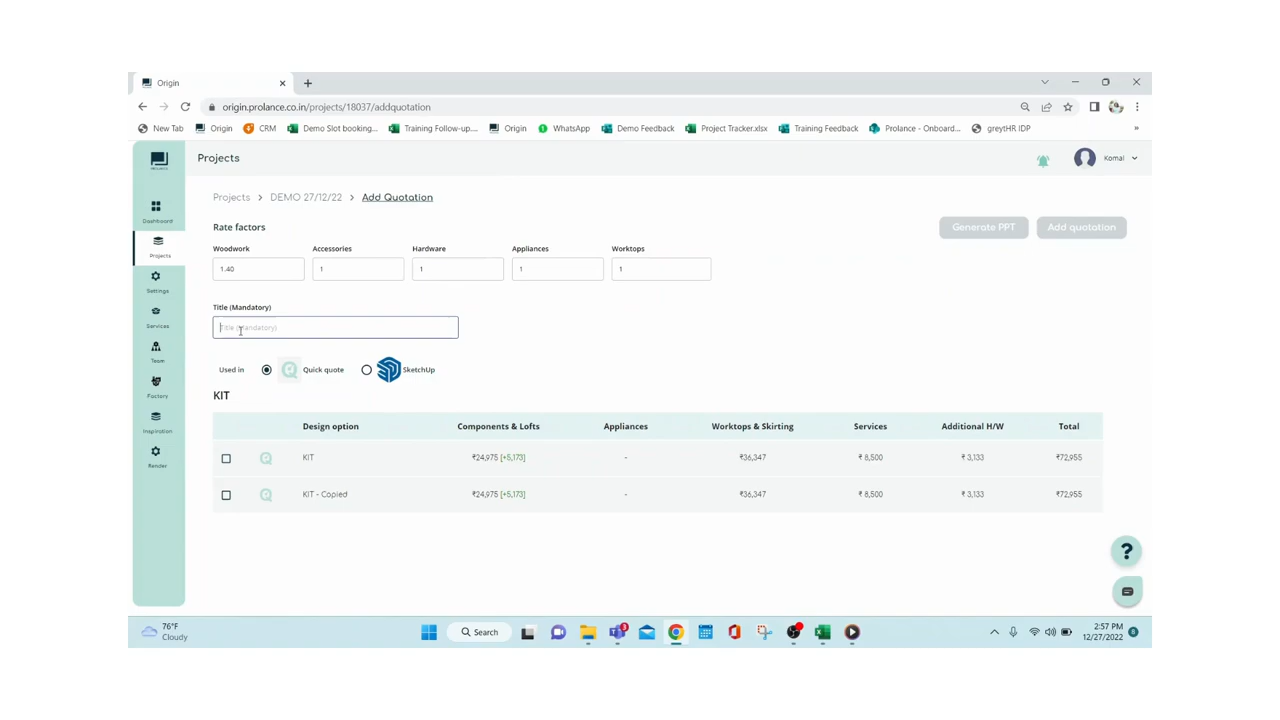 Origin
origin.prolance.co.in/projects/18037/addquotation
New Tab Origin CRM Demo Slot booking... Training Follow-up.... Origin WhatsApp Demo Feedback Project Tracker.xlsx Training Feedback Prolance - Onboard... greytHR IDP »
Projects
Komal
Projects > DEMO 27/12/22 > Add Quotation
Dashboard
Projects
Settings
Services
Team
Factory
Inspiration
Render
Rate factors
Generate PPT Add quotation
Woodwork Accessories Hardware Appliances Worktops
1.40 1 1 1 1
Title (Mandatory)
Title (Mandatory)
Used in Quick quote SketchUp
KIT
Design option Components & Lofts Appliances Worktops & Skirting Services Additional H/W Total
KIT ₹24,975 [+5,173] - ₹36,347 ₹ 8,500 ₹ 3,133 ₹72,955
KIT - Copied ₹24,975 [+5,173] - ₹36,347 ₹ 8,500 ₹ 3,133 ₹72,955
?
76°F
Cloudy
Search
3
2:57 PM
12/27/2022
8